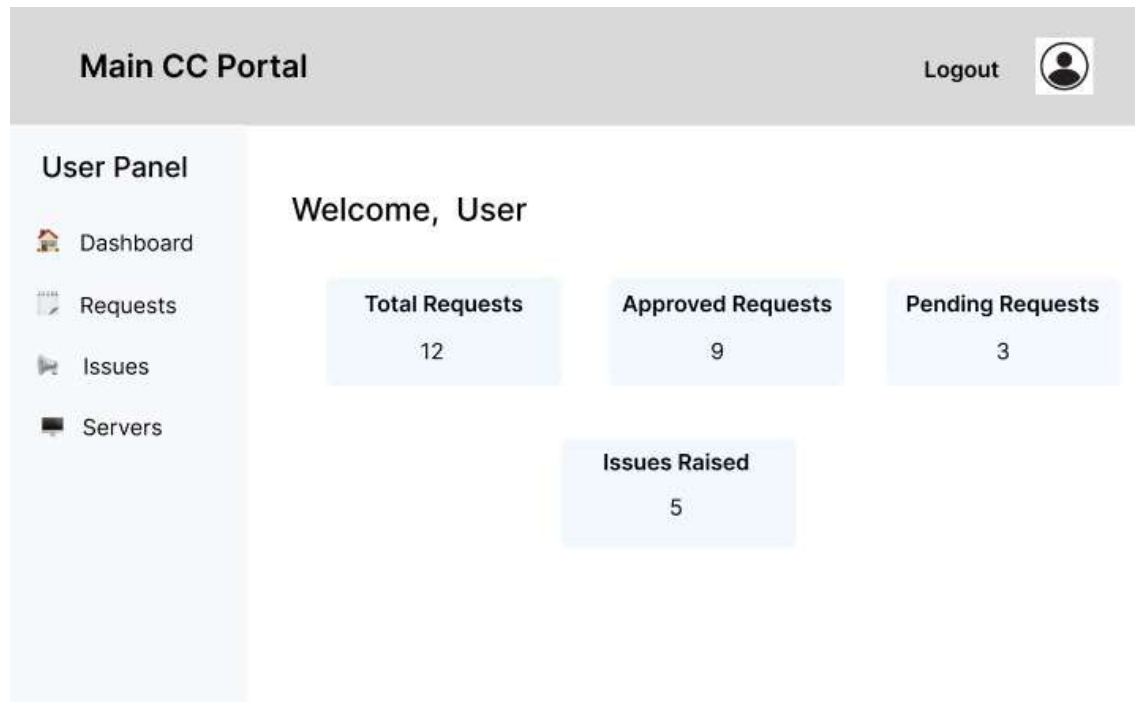 Main CC Portal
Logout
User Panel
Dashboard
Requests
Issues
Servers
Welcome, User
Total Requests
12
Approved Requests
9
Pending Requests
3
Issues Raised
5